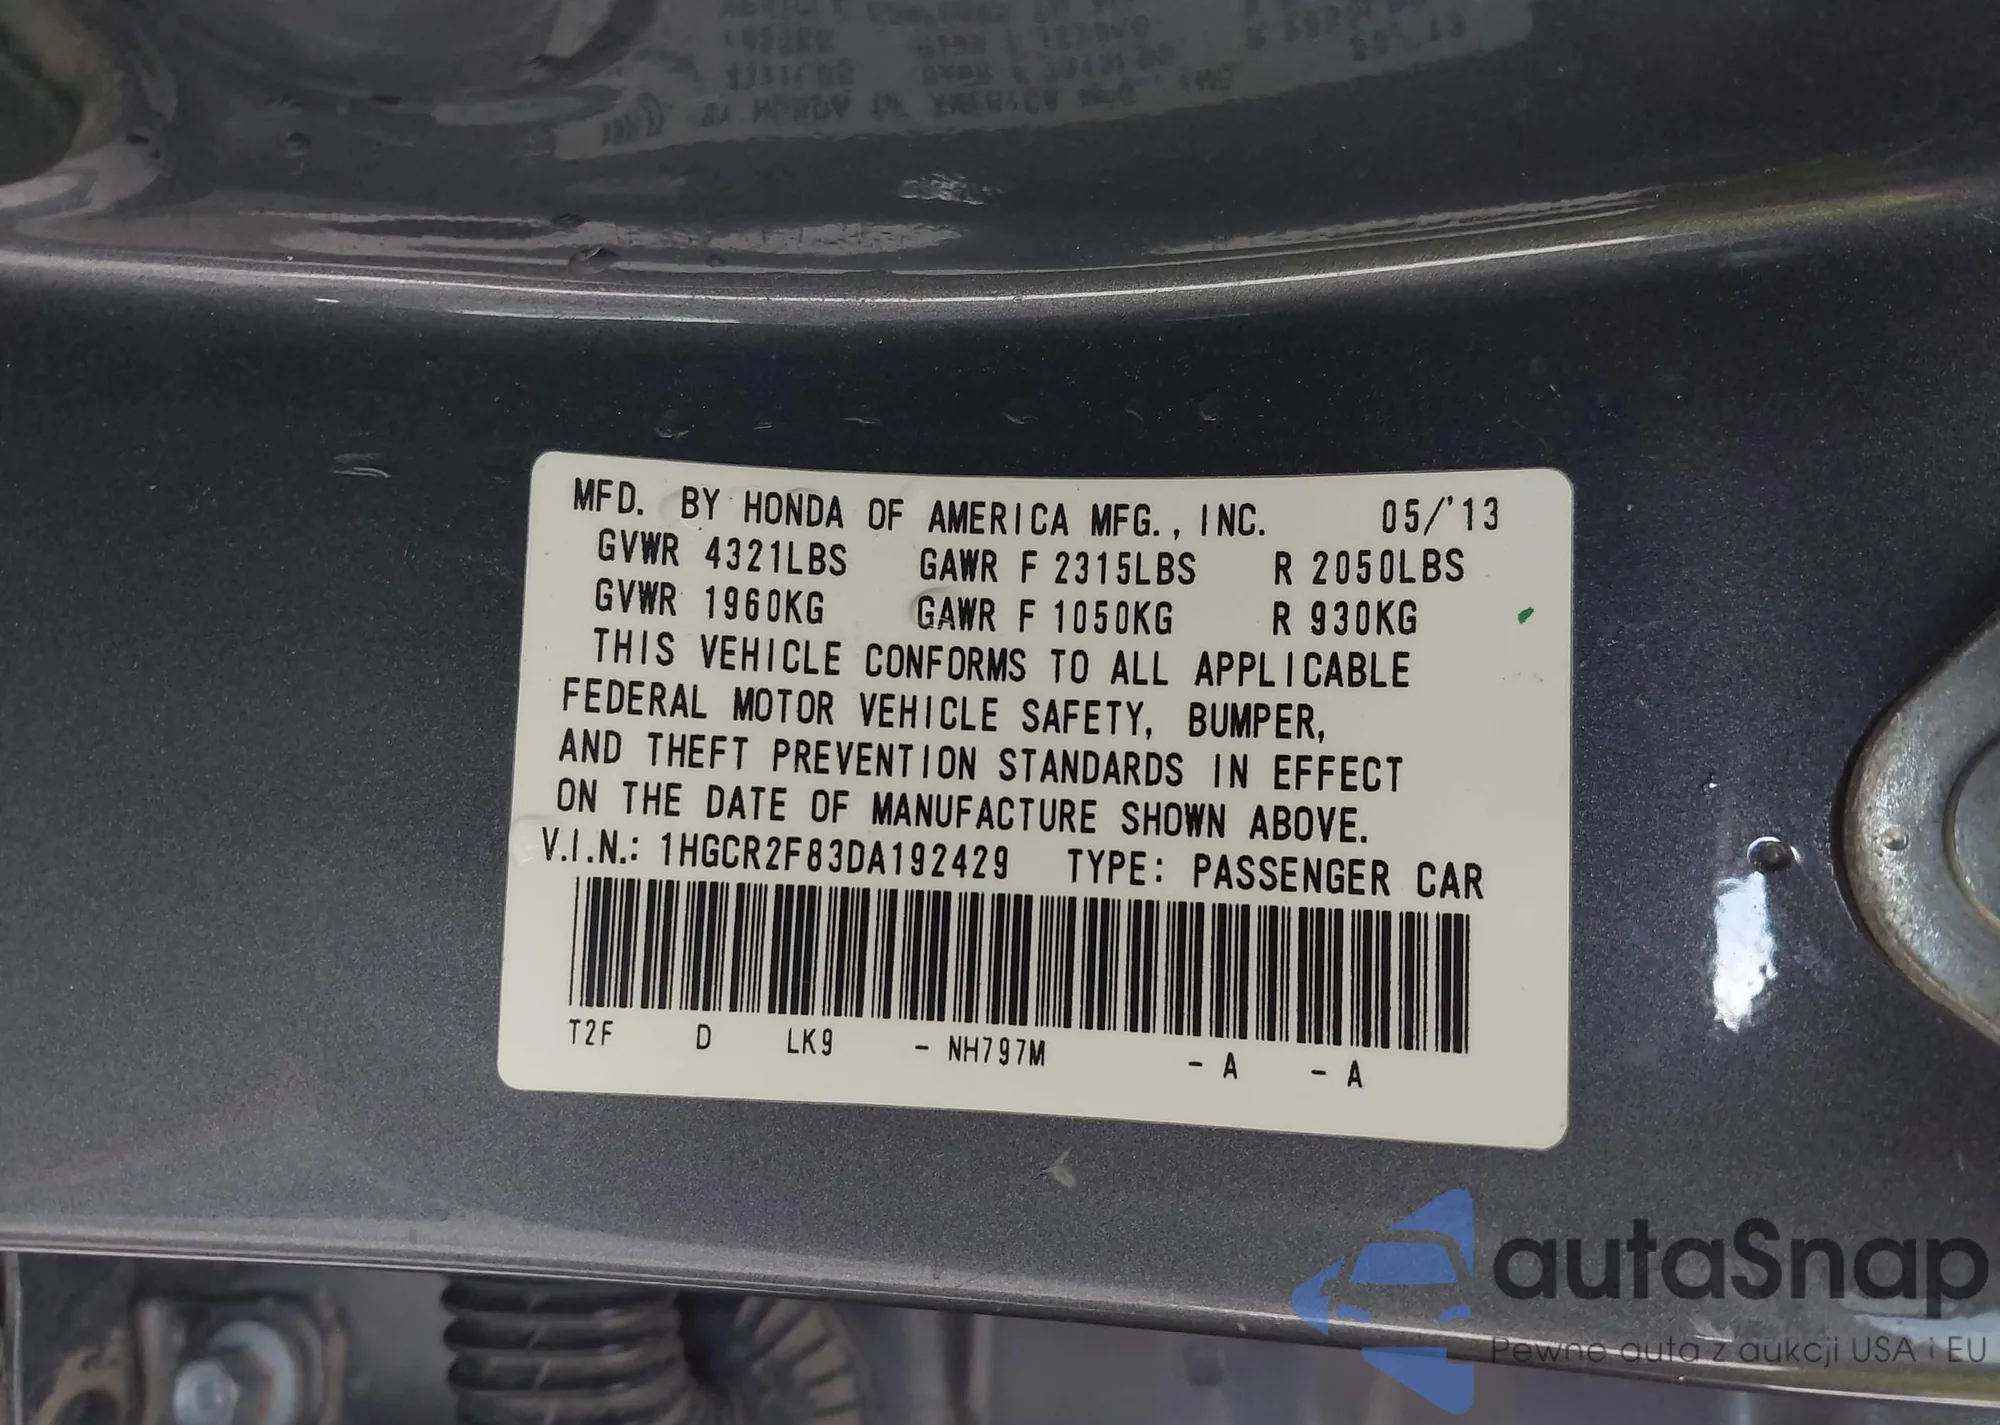 MFD. BY HONDA OF AMERICA MFG., INC. 05/'13
GVWR 4321LBS GAWR F 2315LBS R 2050LBS
GVWR 1960KG GAWR F 1050KG R 930KG
THIS VEHICLE CONFORMS TO ALL APPLICABLE
FEDERAL MOTOR VEHICLE SAFETY, BUMPER,
AND THEFT PREVENTION STANDARDS IN EFFECT
ON THE DATE OF MANUFACTURE SHOWN ABOVE.
V.I.N.: 1HGCR2F83DA192429 TYPE: PASSENGER CAR
T2F D LK9 - NH797M - A - A
autaSnap
Pewne auta z aukcji USA i EU